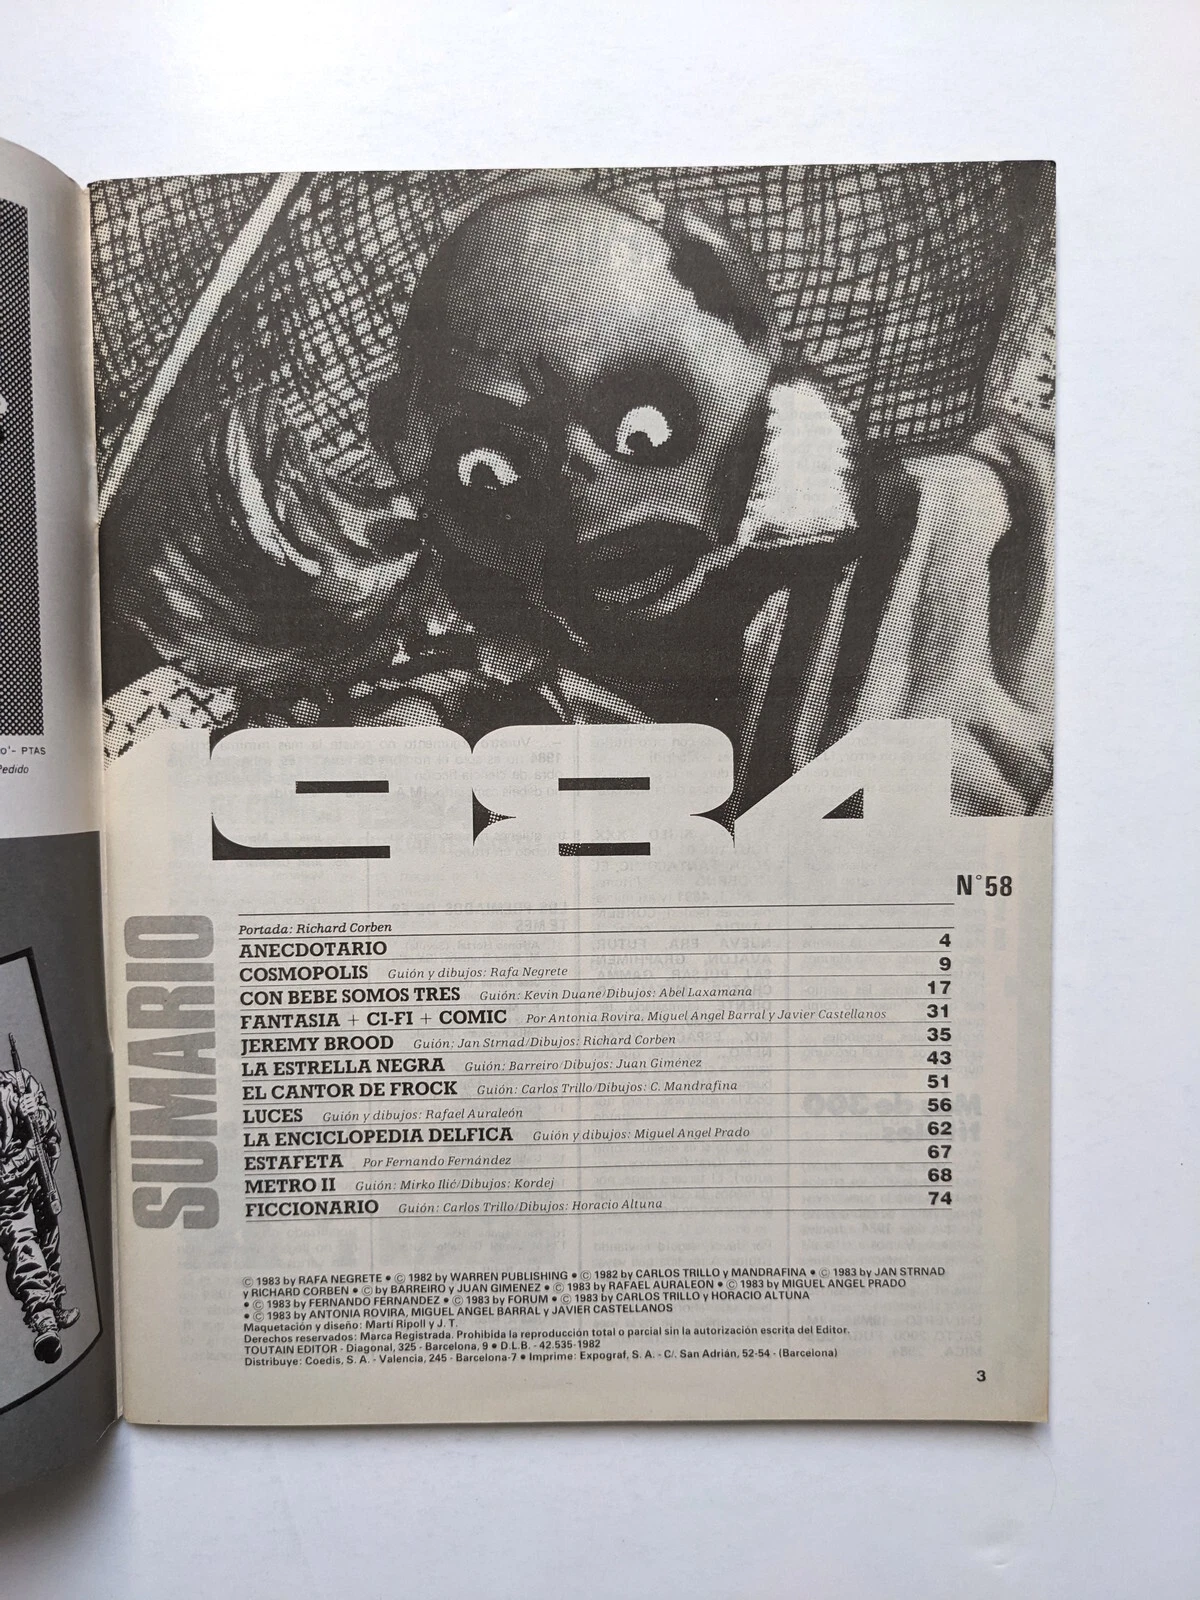 o'- PTAS
Pedido
1984
N°58
SUMARIO
Portada: Richard Corben
ANECDOTARIO 4
COSMOPOLIS Guión y dibujos: Rafa Negrete 9
CON BEBE SOMOS TRES Guión: Kevin Duane/Dibujos: Abel Laxamana 17
FANTASIA + CI-FI + COMIC Por Antonia Rovira, Miguel Angel Barral y Javier Castellanos 31
JEREMY BROOD Guión: Jan Strnad/Dibujos: Richard Corben 35
LA ESTRELLA NEGRA Guión: Barreiro/Dibujos: Juan Giménez 43
EL CANTOR DE FROCK Guión: Carlos Trillo/Dibujos: C. Mandrafina 51
LUCES Guión y dibujos: Rafael Auraleón 56
LA ENCICLOPEDIA DELFICA Guión y dibujos: Miguel Angel Prado 62
ESTAFETA Por Fernando Fernández 67
METRO II Guión: Mirko Ilić/Dibujos: Kordej 68
FICCIONARIO Guión: Carlos Trillo/Dibujos: Horacio Altuna 74
© 1983 by RAFA NEGRETE • © 1982 by WARREN PUBLISHING • © 1982 by CARLOS TRILLO y MANDRAFINA • © 1983 by JAN STRNAD
y RICHARD CORBEN • © by BARREIRO y JUAN GIMENEZ • © 1983 by RAFAEL AURALEON • © 1983 by MIGUEL ANGEL PRADO
• © 1983 by FERNANDO FERNANDEZ • © 1983 by FORUM • © 1983 by CARLOS TRILLO y HORACIO ALTUNA
• © 1983 by ANTONIA ROVIRA, MIGUEL ANGEL BARRAL y JAVIER CASTELLANOS
Maquetación y diseño: Martí Ripoll y J. T.
Derechos reservados: Marca Registrada. Prohibida la reproducción total o parcial sin la autorización escrita del Editor.
TOUTAIN EDITOR - Diagonal, 325 - Barcelona, 9 • D.L.B. - 42.535-1982
Distribuye: Coedis, S. A. - Valencia, 245 - Barcelona-7 • Imprime: Expograf, S. A. - C/. San Adrián, 52-54 - (Barcelona)
3